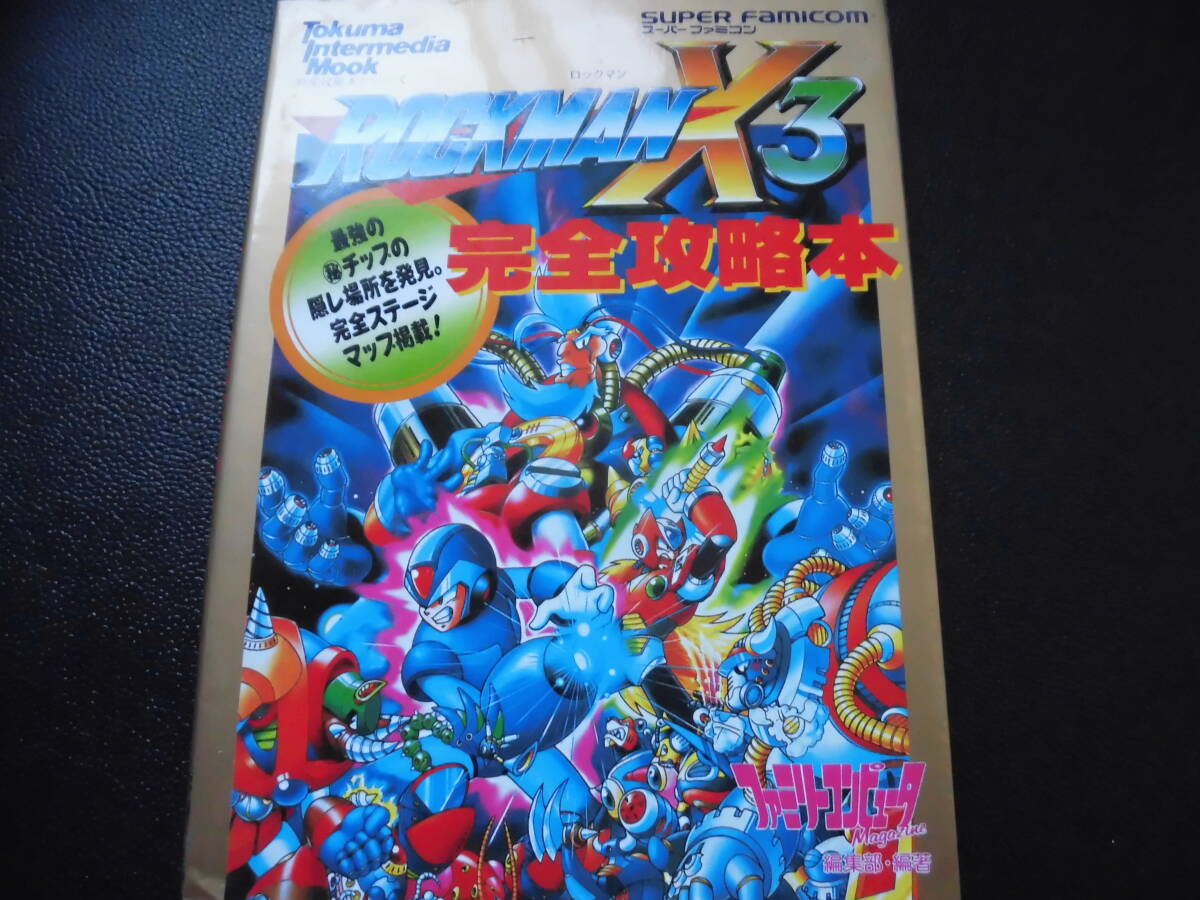 Tokuma
Intermedia
Mook
SUPER FAMICOM
スーパーファミコン
ロックマン
ROCKMAN X3
完全攻略本
最強の
㊙チップの
隠し場所を発見。
完全ステージ
マップ掲載!
ファミリーコンピュータ
Magazine
編集部・編著